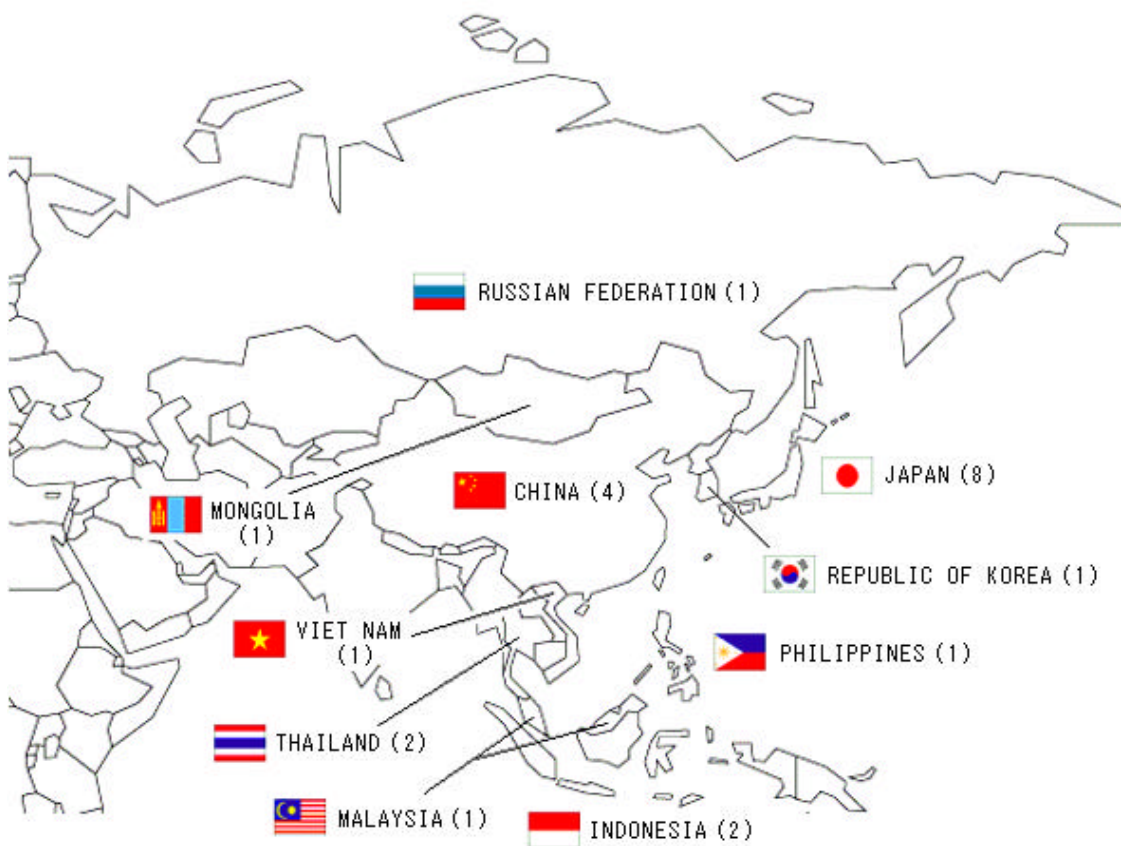 RUSSIAN FEDERATION (1)
CHINA (4)
JAPAN (8)
MONGOLIA
(1)
REPUBLIC OF KOREA (1)
VIET NAM
(1)
PHILIPPINES (1)
THAILAND (2)
MALAYSIA (1)
INDONESIA (2)